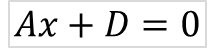 Ax + D = 0